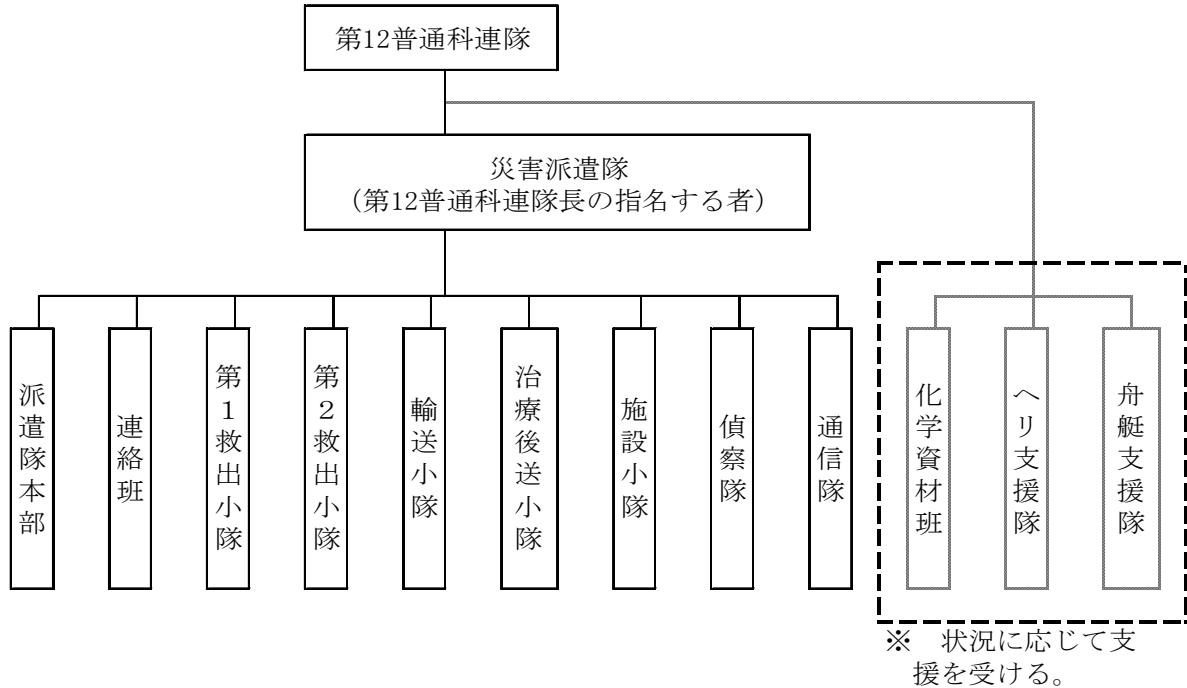 第12普通科連隊
災害派遣隊
（第12普通科連隊長の指名する者）
派遣隊本部
連絡班
第１救出小隊
第２救出小隊
輸送小隊
治療後送小隊
施設小隊
偵察隊
通信隊
化学資材班
ヘリ支援隊
舟艇支援隊
※　状況に応じて支
援を受ける。